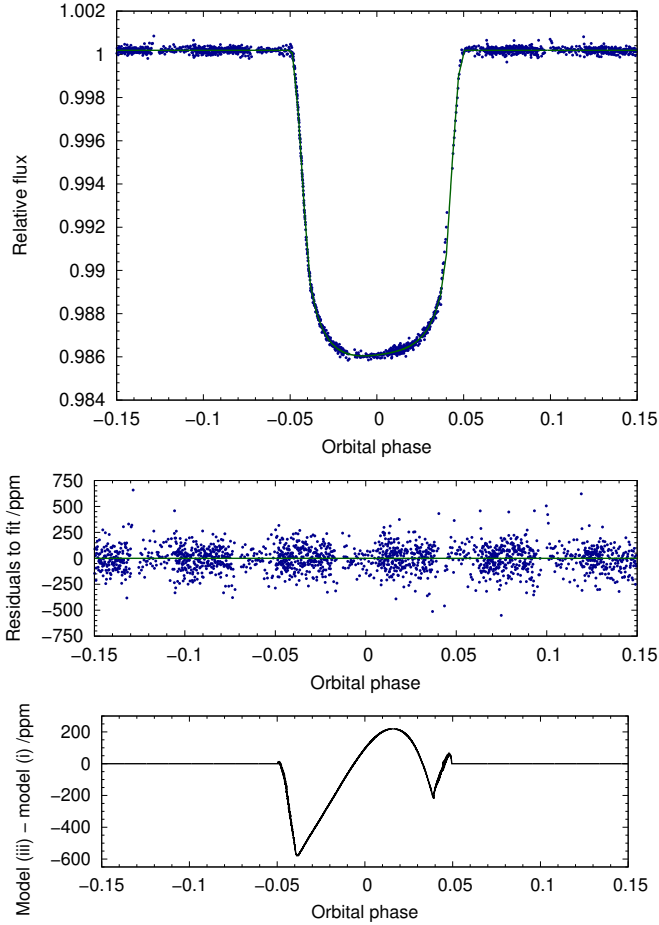 1.002
1
0.998
0.996
0.994
0.992
0.99
0.988
0.986
0.984
Relative flux
−0.15 −0.1 −0.05 0 0.05 0.1 0.15
Orbital phase
750
500
250
0
−250
−500
−750
Residuals to fit /ppm
−0.15 −0.1 −0.05 0 0.05 0.1 0.15
Orbital phase
200
0
−200
−400
−600
Model (iii) − model (i) /ppm
−0.15 −0.1 −0.05 0 0.05 0.1 0.15
Orbital phase